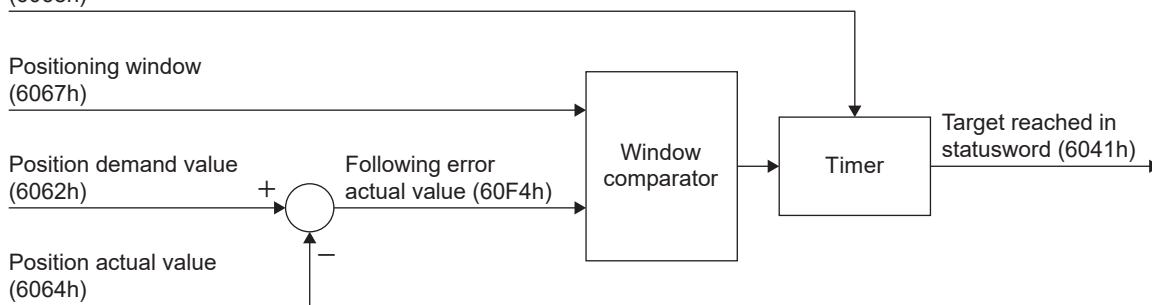 Positioning window
(6067h)
Position demand value
(6062h)
+
Following error
actual value (60F4h)
−
Position actual value
(6064h)
Window
comparator
Timer
Target reached in
statusword (6041h)